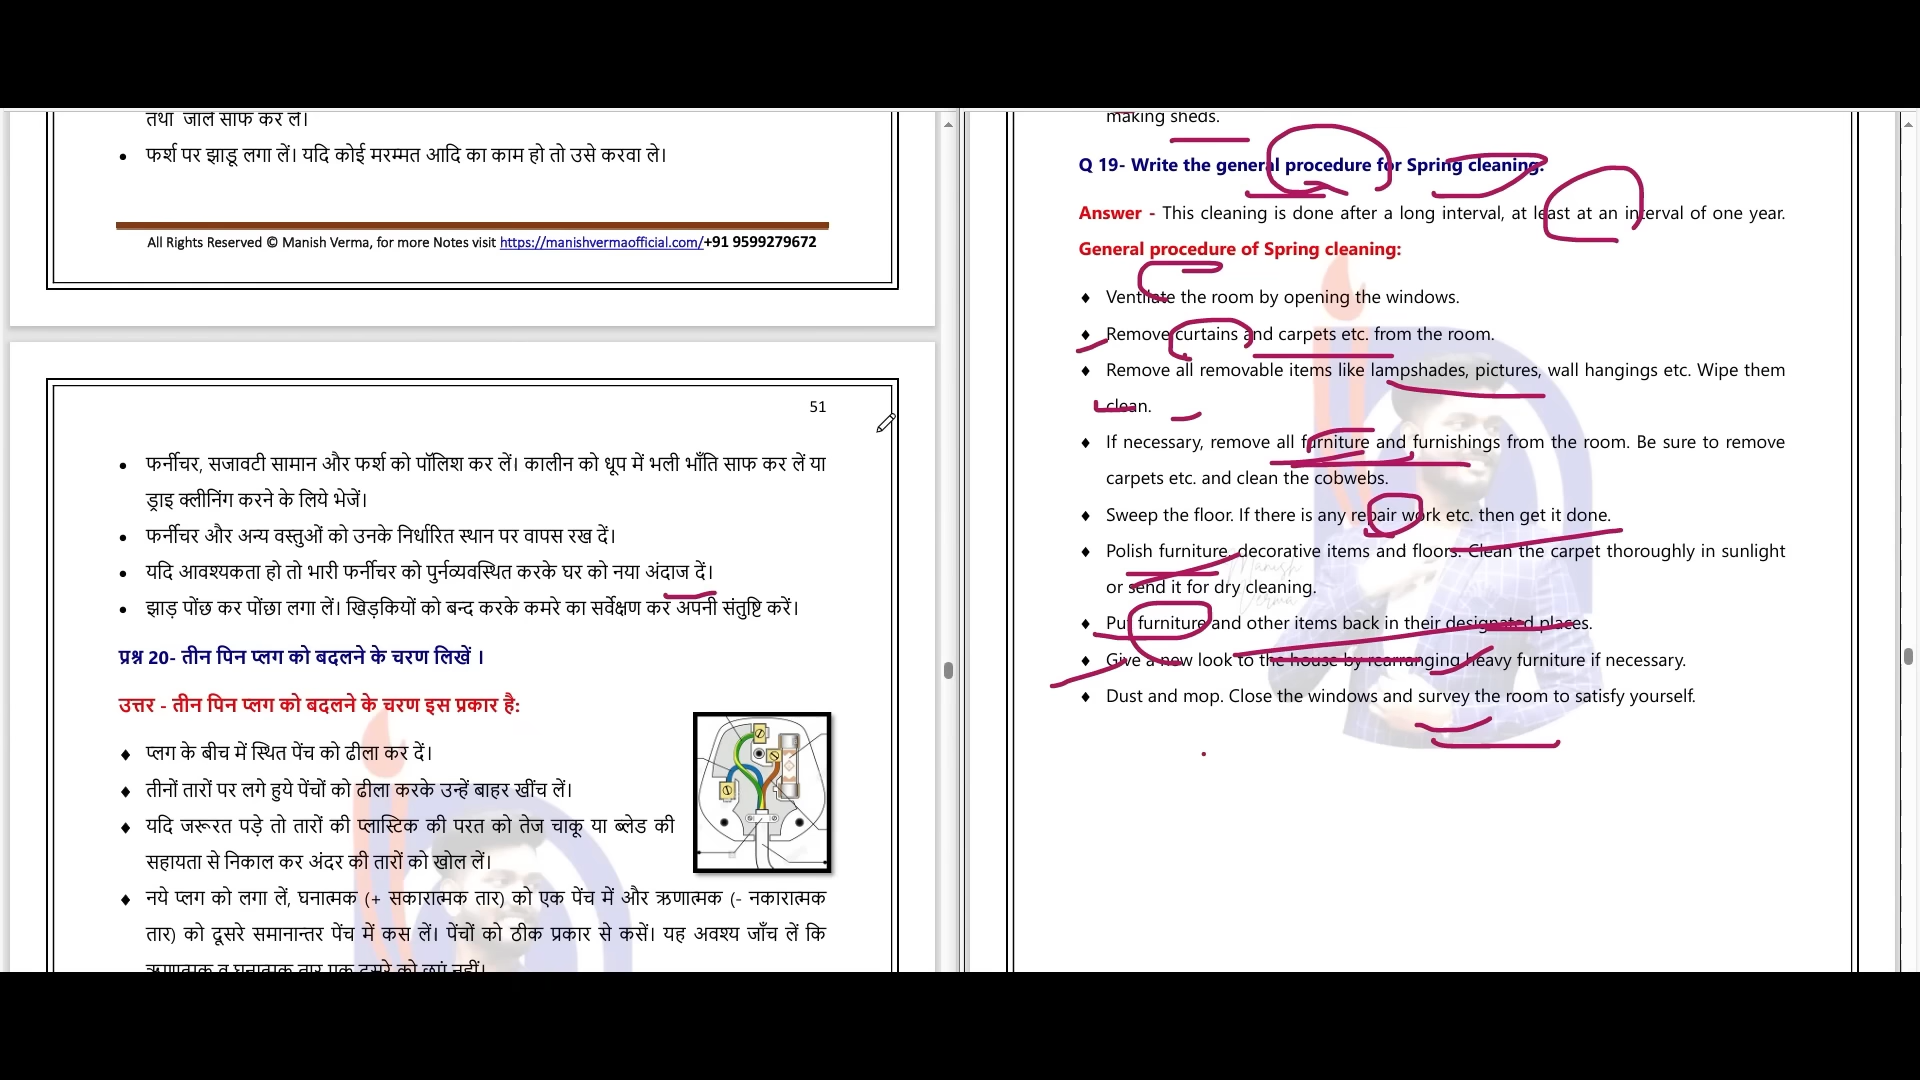 तथा जाले साफ कर लें।
• फर्श पर झाडू लगा लें। यदि कोई मरम्मत आदि का काम हो तो उसे करवा ले।
All Rights Reserved © Manish Verma, for more Notes visit https://manishvermaofficial.com/+91 9599279672
51
• फर्नीचर, सजावटी सामान और फर्श को पॉलिश कर लें। कालीन को धूप में भली भाँति साफ कर लें या
ड्राइ क्लीनिंग करने के लिये भेजें।
• फर्नीचर और अन्य वस्तुओं को उनके निर्धारित स्थान पर वापस रख दें।
• यदि आवश्यकता हो तो भारी फर्नीचर को पुर्नव्यवस्थित करके घर को नया अंदाज दें।
• झाड़ पोंछ कर पोंछा लगा लें। खिड़कियों को बन्द करके कमरे का सर्वेक्षण कर अपनी संतुष्टि करें।
प्रश्न 20- तीन पिन प्लग को बदलने के चरण लिखें ।
उत्तर - तीन पिन प्लग को बदलने के चरण इस प्रकार है:
♦ प्लग के बीच में स्थित पेंच को ढीला कर दें।
♦ तीनों तारों पर लगे हुये पेंचों को ढीला करके उन्हें बाहर खींच लें।
♦ यदि जरूरत पड़े तो तारों की प्लास्टिक की परत को तेज चाकू या ब्लेड की
सहायता से निकाल कर अंदर की तारों को खोल लें।
♦ नये प्लग को लगा लें, घनात्मक (+ सकारात्मक तार) को एक पेंच में और ऋणात्मक (- नकारात्मक
तार) को दूसरे समानान्तर पेंच में कस लें। पेंचों को ठीक प्रकार से कसें। यह अवश्य जाँच लें कि
ऋणात्मक व घनात्मक तार एक दूसरे को छुएं नहीं।
making sheds.
Q 19- Write the general procedure for Spring cleaning.
Answer - This cleaning is done after a long interval, at least at an interval of one year.
General procedure of Spring cleaning:
♦ Ventilate the room by opening the windows.
♦ Remove curtains and carpets etc. from the room.
♦ Remove all removable items like lampshades, pictures, wall hangings etc. Wipe them
clean.
♦ If necessary, remove all furniture and furnishings from the room. Be sure to remove
carpets etc. and clean the cobwebs.
♦ Sweep the floor. If there is any repair work etc. then get it done.
♦ Polish furniture, decorative items and floors. Clean the carpet thoroughly in sunlight
or send it for dry cleaning.
♦ Put furniture and other items back in their designated places.
♦ Give a new look to the house by rearranging heavy furniture if necessary.
♦ Dust and mop. Close the windows and survey the room to satisfy yourself.
Manish
Verma